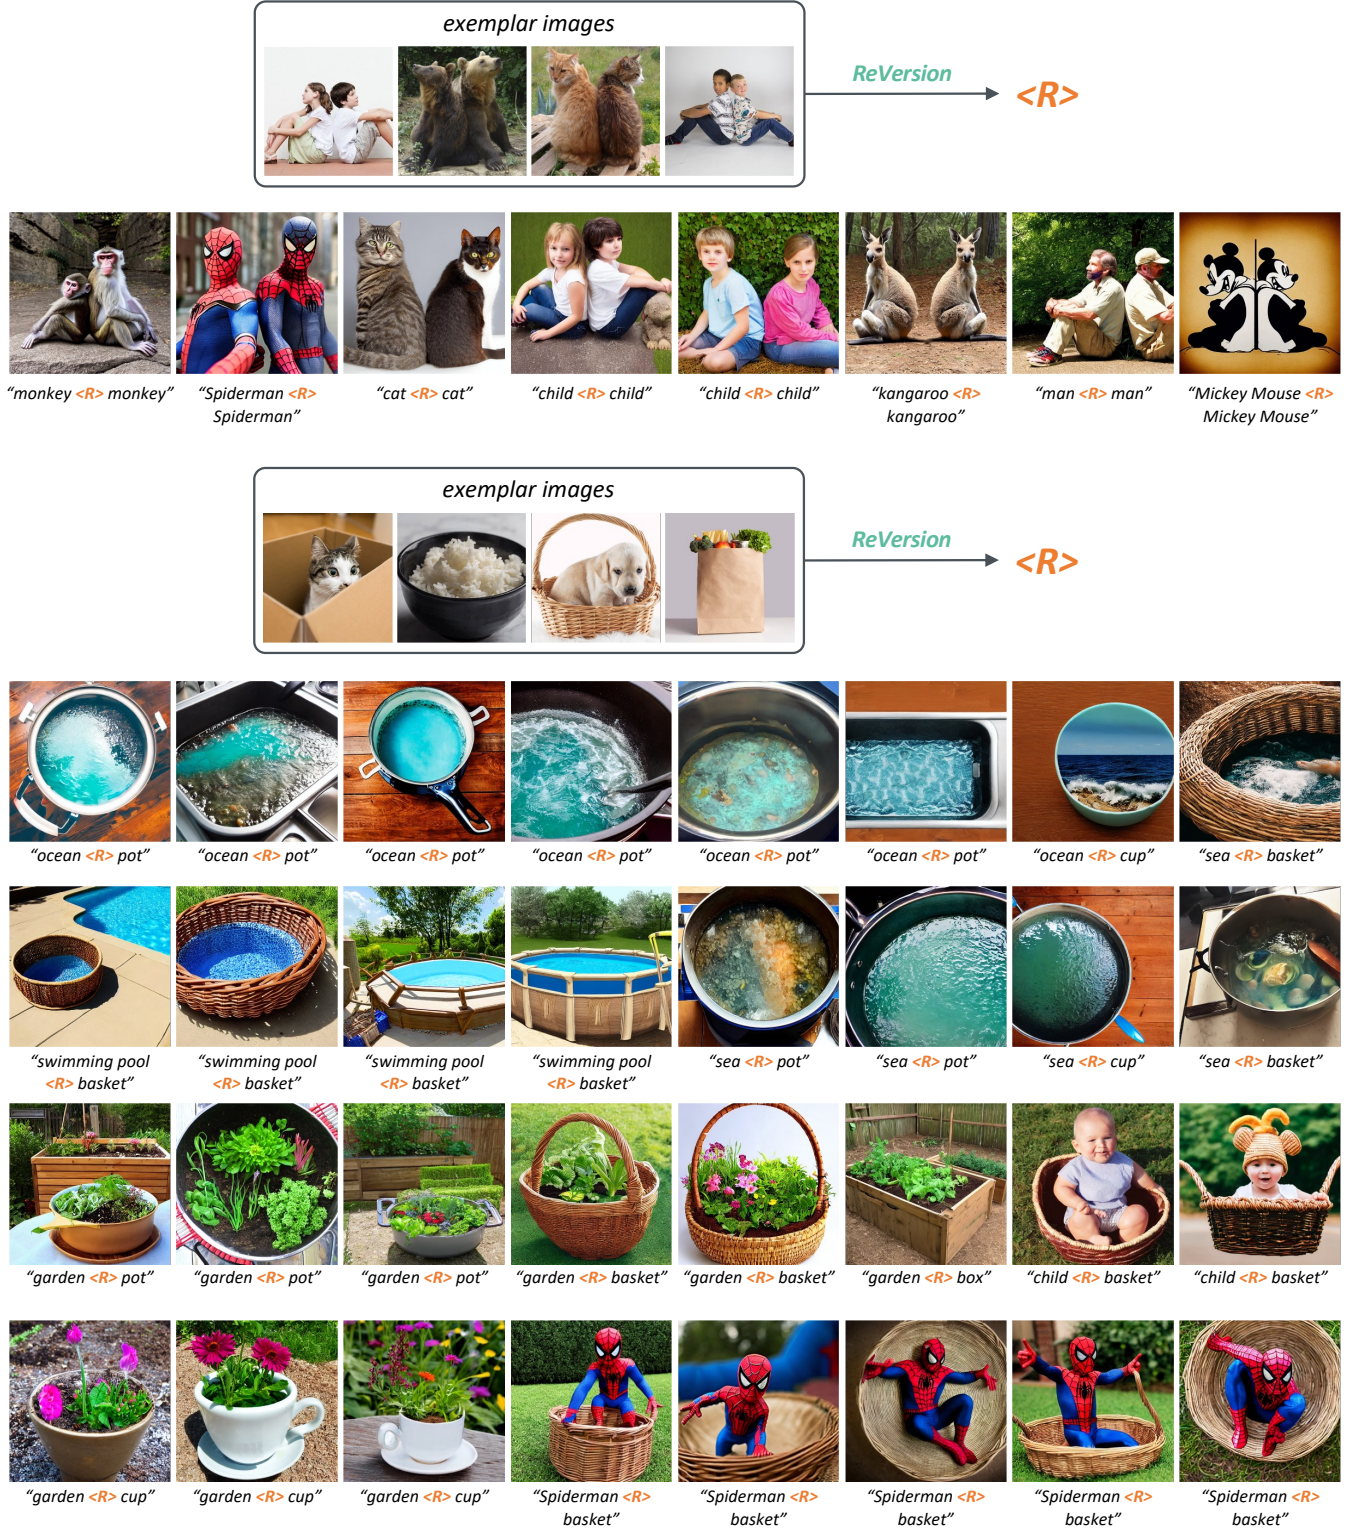 exemplar images
ReVersion
<R>
“monkey <R> monkey”
“Spiderman <R>
Spiderman”
“cat <R> cat”
“child <R> child”
“child <R> child”
“kangaroo <R>
kangaroo”
“man <R> man”
“Mickey Mouse <R>
Mickey Mouse”
exemplar images
ReVersion
<R>
“ocean <R> pot”
“ocean <R> pot”
“ocean <R> pot”
“ocean <R> pot”
“ocean <R> pot”
“ocean <R> pot”
“ocean <R> cup”
“sea <R> basket”
“swimming pool
<R> basket”
“swimming pool
<R> basket”
“swimming pool
<R> basket”
“swimming pool
<R> basket”
“sea <R> pot”
“sea <R> pot”
“sea <R> cup”
“sea <R> basket”
“garden <R> pot”
“garden <R> pot”
“garden <R> pot”
“garden <R> basket”
“garden <R> basket”
“garden <R> box”
“child <R> basket”
“child <R> basket”
“garden <R> cup”
“garden <R> cup”
“garden <R> cup”
“Spiderman <R>
basket”
“Spiderman <R>
basket”
“Spiderman <R>
basket”
“Spiderman <R>
basket”
“Spiderman <R>
basket”